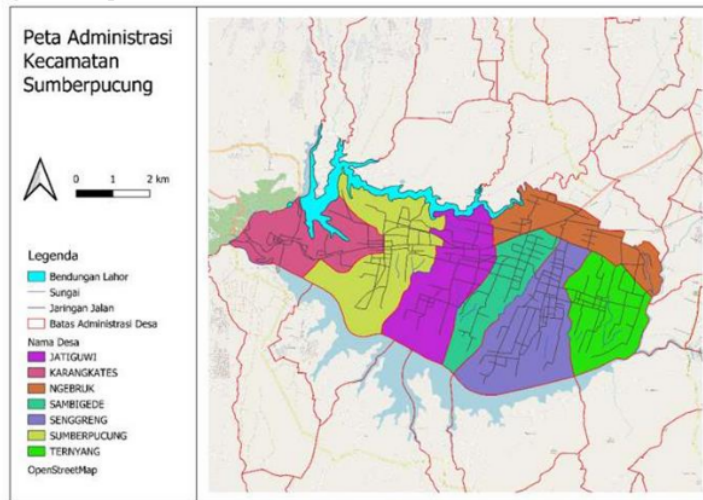 Peta Administrasi
Kecamatan
Sumberpucung
0 1 2 km
Legenda
Bendungan Lahor
Sungai
Jaringan Jalan
Batas Administrasi Desa
Nama Desa
JATIGUWI
KARANGKATES
NGEBRUK
SAMBIGEDE
SENGGRENG
SUMBERPUCUNG
TERNYANG
OpenStreetMap